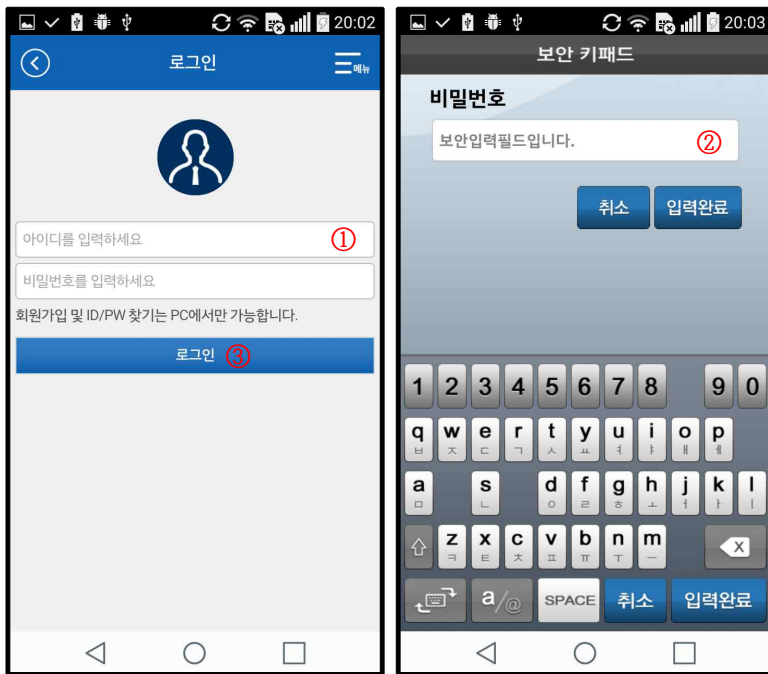 20:02
로그인
메뉴
아이디를 입력하세요 ①
비밀번호를 입력하세요
회원가입 및 ID/PW 찾기는 PC에서만 가능합니다.
로그인 ③
20:03
보안 키패드
비밀번호
보안입력필드입니다. ②
취소 입력완료
1 2 3 4 5 6 7 8 9 0
q w e r t y u i o p
ㅂ ㅈ ㄷ ㄱ ㅅ ㅛ ㅕ ㅑ ㅐ ㅔ
a s d f g h j k l
ㅁ ㄴ ㅇ ㄹ ㅎ ㅗ ㅓ ㅏ ㅣ
z x c v b n m X
ㅋ ㅌ ㅊ ㅍ ㅠ ㅜ ㅡ
a/@ SPACE 취소 입력완료